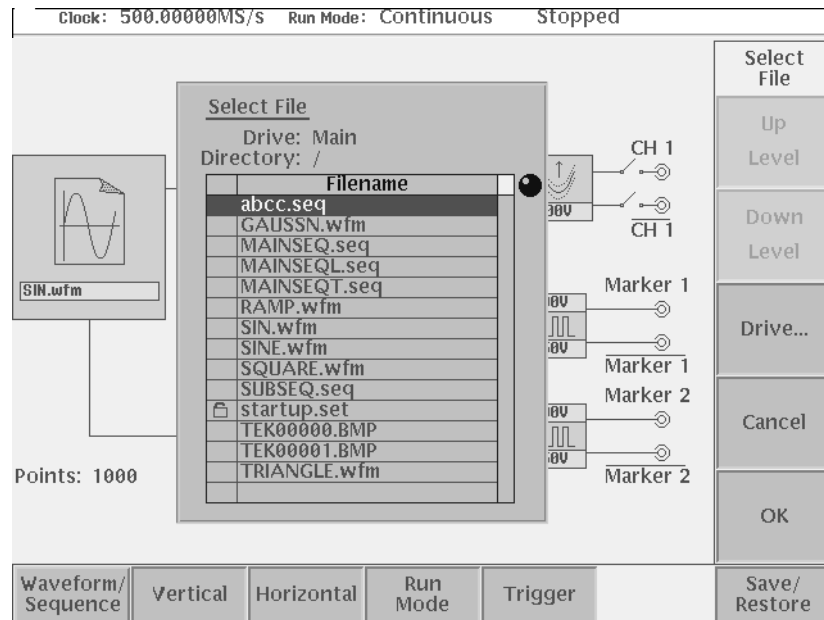 Clock: 500.00000MS/s Run Mode: Continuous Stopped
Select
File
Up
Level
Down
Level
Drive...
Cancel
OK
Select File
Drive: Main
Directory: /
Filename
abcc.seq
GAUSSN.wfm
MAINSEQ.seq
MAINSEQL.seq
MAINSEQT.seq
RAMP.wfm
SIN.wfm
SINE.wfm
SQUARE.wfm
SUBSEQ.seq
startup.set
TEK00000.BMP
TEK00001.BMP
TRIANGLE.wfm
SIN.wfm
Points: 1000
CH 1
CH 1
Marker 1
Marker 1
Marker 2
Marker 2
Waveform/
Sequence
Vertical
Horizontal
Run
Mode
Trigger
Save/
Restore